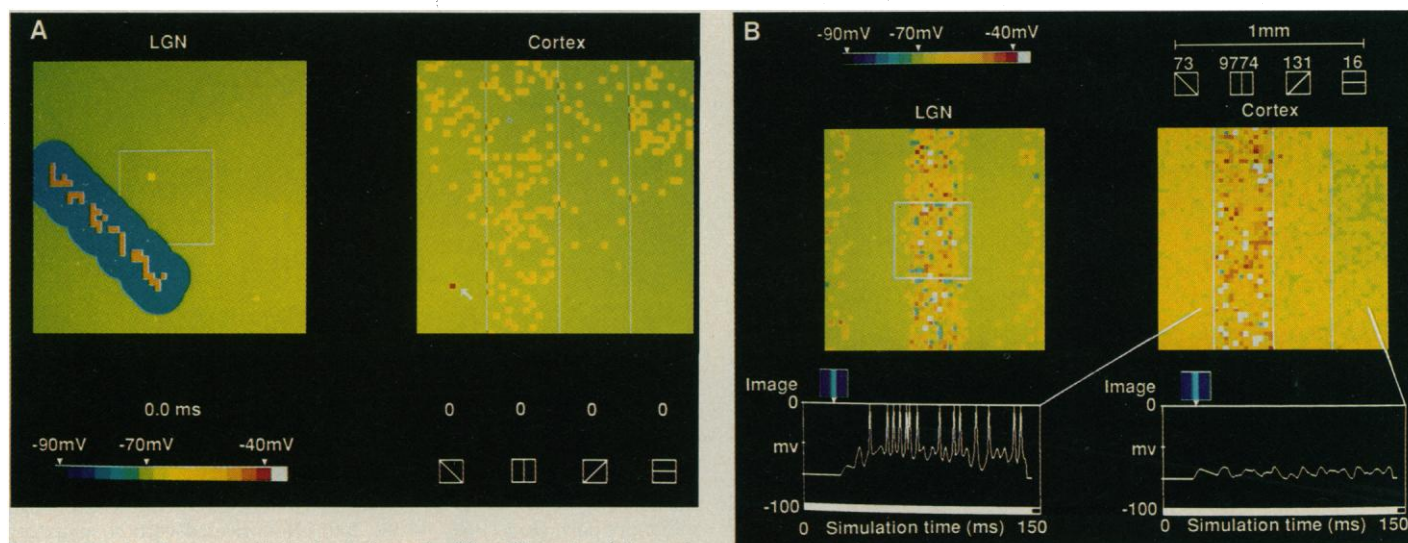 A
LGN
Cortex
0.0 ms
0 0 0 0
-90mV -70mV -40mV
B
-90mV -70mV -40mV
1mm
73 9774 131 16
LGN
Cortex
Image
0
mv
-100
0 Simulation time (ms) 150
Image
0
mv
-100
0 Simulation time (ms) 150